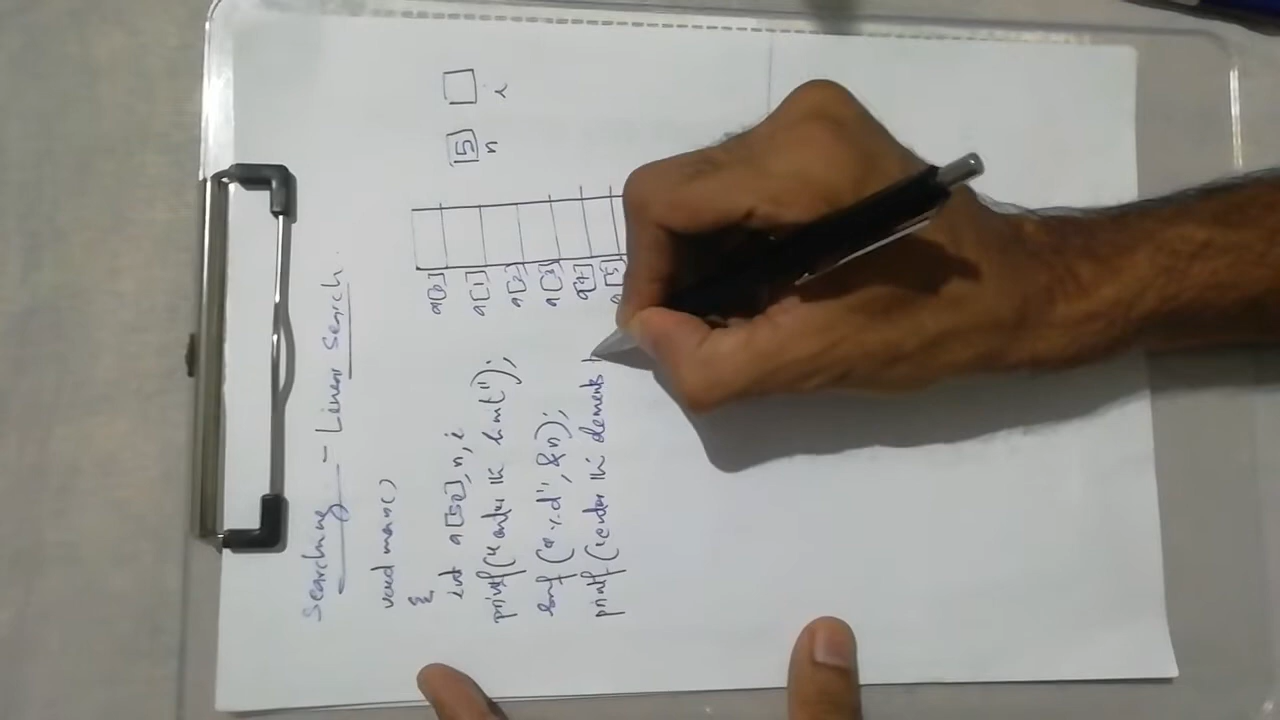 Searching - Linear Search.
void main()
{
int a[50], n, i
printf("enter the limit");
scanf("%d", &n);
printf("enter the elements
a[0]
a[1]
a[2]
a[3]
a[4]
a[5]
5
n
i